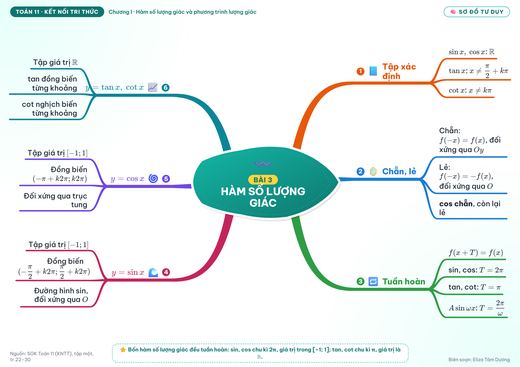 TOÁN 11 · KẾT NỐI TRI THỨC
Chương I · Hàm số lượng giác và phương trình lượng giác
SƠ ĐỒ TƯ DUY
BÀI 3
HÀM SỐ LƯỢNG
GIÁC
1 Tập xác
định
sin x, cos x: ℝ
tan x: x ≠ π/2 + kπ
cot x: x ≠ kπ
2 Chẵn, lẻ
Chẵn:
f(−x) = f(x), đối
xứng qua Oy
Lẻ:
f(−x) = −f(x),
đối xứng qua O
cos chẵn, còn lại
lẻ
3 Tuần hoàn
f(x + T) = f(x)
sin, cos: T = 2π
tan, cot: T = π
A sin ωx: T = 2π/ω
y = sin x 4
Tập giá trị [−1; 1]
Đồng biến
(−π/2 + k2π; π/2 + k2π)
Đường hình sin,
đối xứng qua O
y = cos x 5
Tập giá trị [−1; 1]
Đồng biến
(−π + k2π; k2π)
Đối xứng qua trục
tung
y = tan x, cot x 6
Tập giá trị ℝ
tan đồng biến
từng khoảng
cot nghịch biến
từng khoảng
Bốn hàm số lượng giác đều tuần hoàn: sin, cos chu kì 2π, giá trị trong [−1; 1]; tan, cot chu kì π, giá trị là
ℝ.
Nguồn: SGK Toán 11 (KNTT), tập một,
tr.22–30
Biên soạn: Eliza Tâm Dương